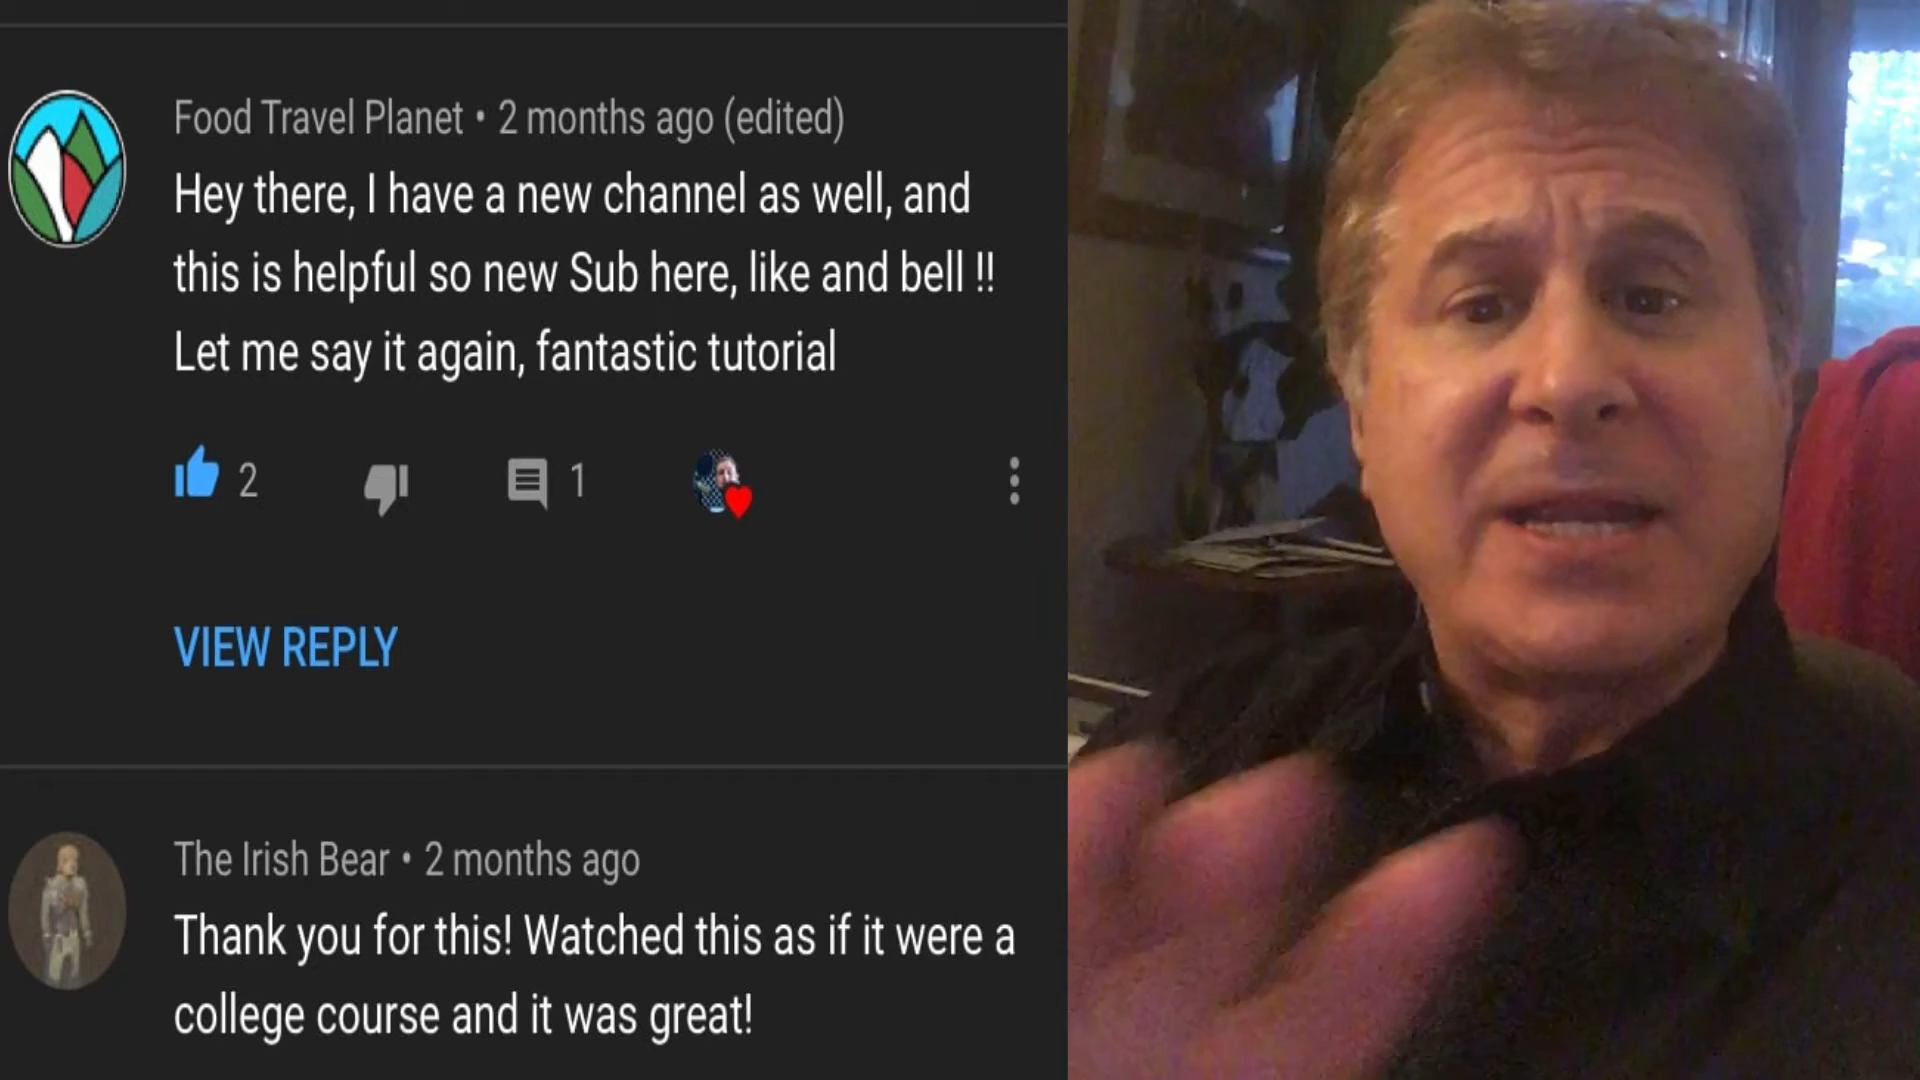 Food Travel Planet • 2 months ago (edited)
Hey there, I have a new channel as well, and
this is helpful so new Sub here, like and bell !!
Let me say it again, fantastic tutorial
2
1
VIEW REPLY
The Irish Bear • 2 months ago
Thank you for this! Watched this as if it were a
college course and it was great!